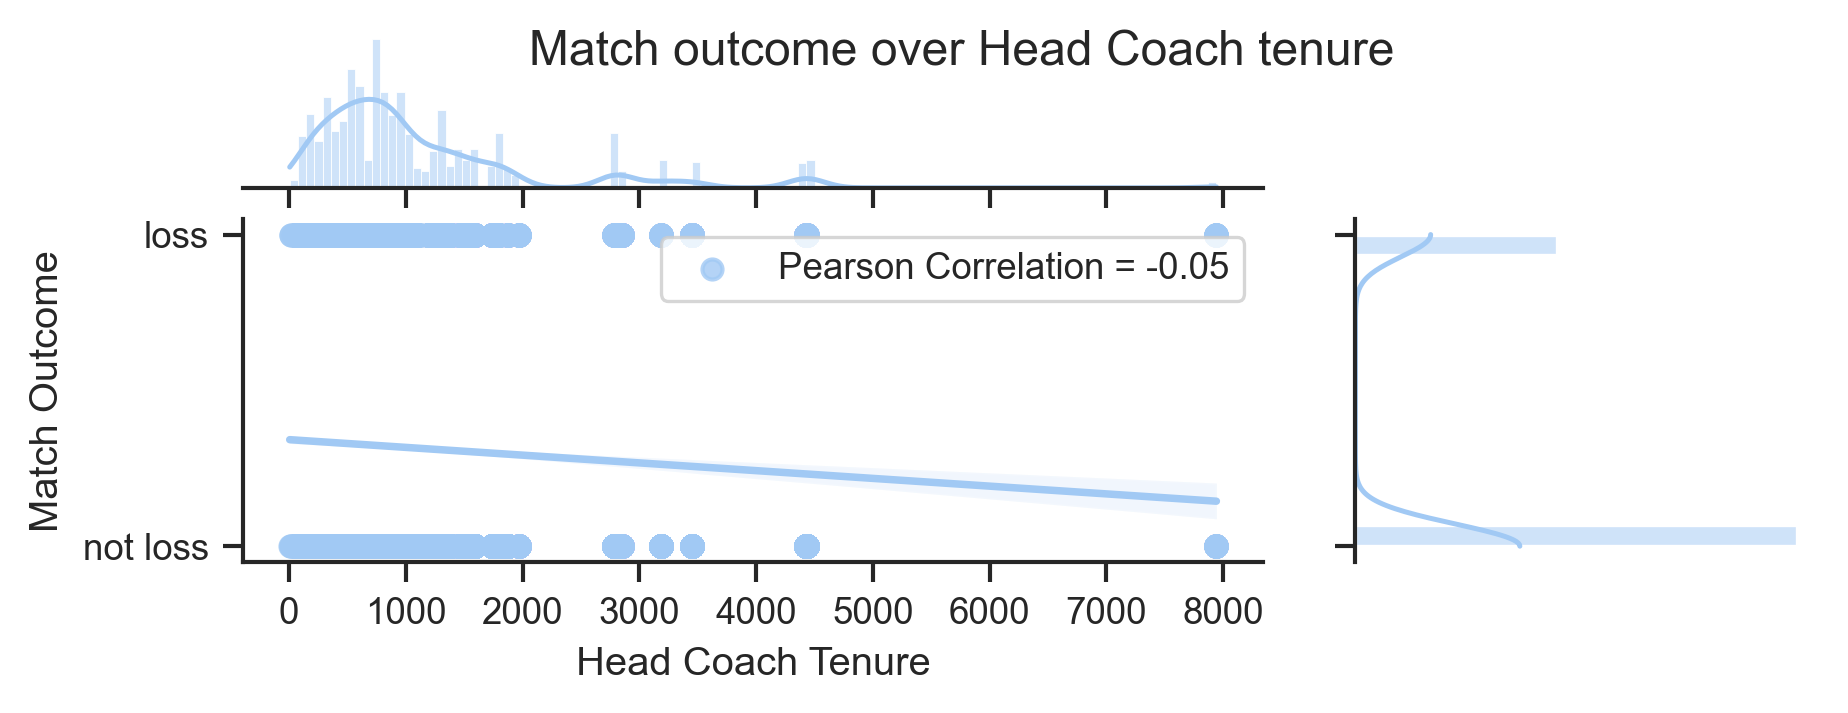 Match outcome over Head Coach tenure
loss
Pearson Correlation = -0.05
Match Outcome
not loss
0 1000 2000 3000 4000 5000 6000 7000 8000
Head Coach Tenure